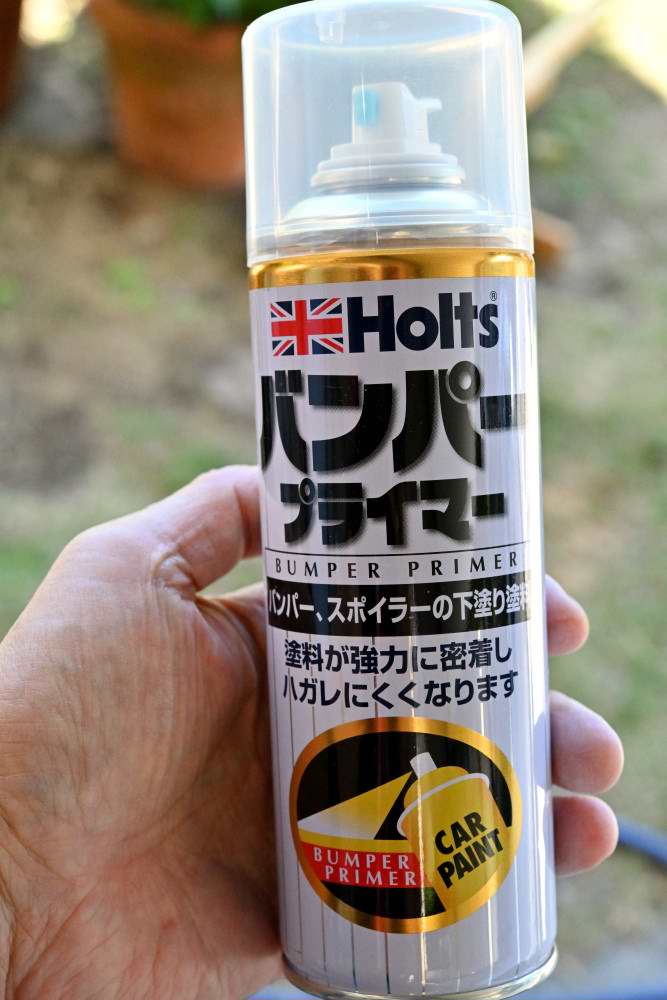 Holts®
バンパー
プライマー
BUMPER PRIMER
バンパー、スポイラーの下塗り塗料
塗料が強力に密着し
ハガレにくくなります
CAR
PAINT
BUMPER
PRIMER